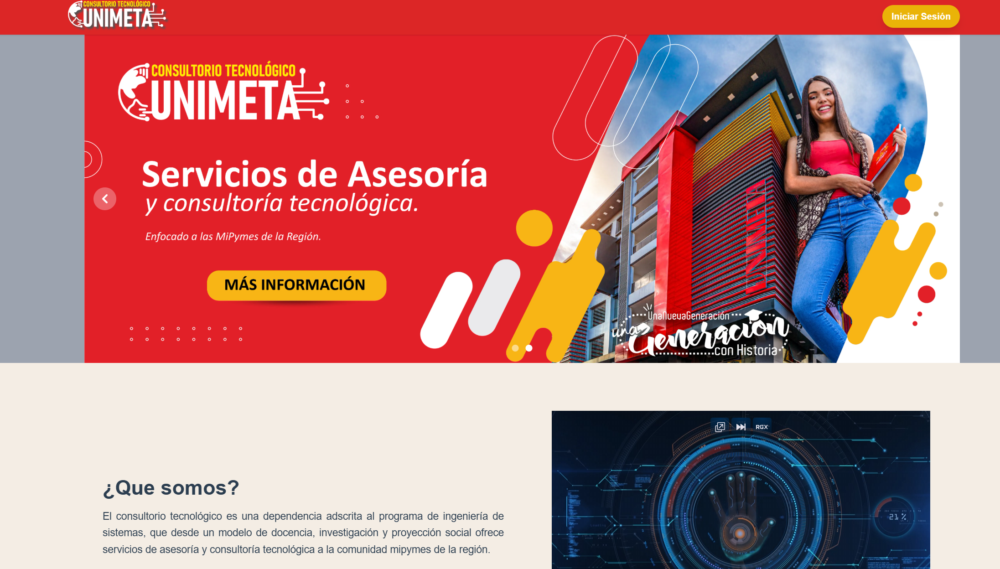 CONSULTORIO TECNOLÓGICO
UNIMETA
Iniciar Sesión
CONSULTORIO TECNOLÓGICO
UNIMETA
Servicios de Asesoría
y consultoría tecnológica.
Enfocado a las MiPymes de la Región.
MÁS INFORMACIÓN
UNIMETA
UnaNuevaGeneración
una Generación
con Historia
RGX
¿Que somos?
El consultorio tecnológico es una dependencia adscrita al programa de ingeniería de
sistemas, que desde un modelo de docencia, investigación y proyección social ofrece
servicios de asesoría y consultoría tecnológica a la comunidad mipymes de la región.
21 %
Loading